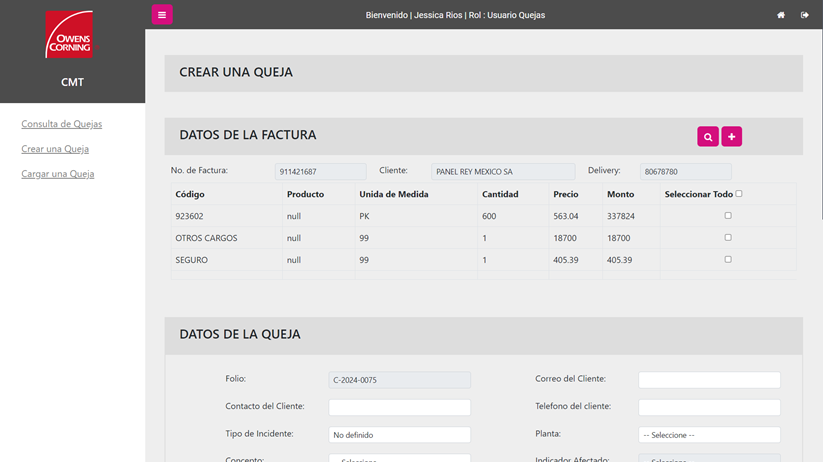 Bienvenido | Jessica Rios | Rol : Usuario Quejas
OWENS
CORNING
CMT
Consulta de Quejas
Crear una Queja
Cargar una Queja
CREAR UNA QUEJA
DATOS DE LA FACTURA
No. de Factura: 911421687 Cliente: PANEL REY MEXICO SA Delivery: 80678780
Código Producto Unida de Medida Cantidad Precio Monto Seleccionar Todo
923602 null PK 600 563.04 337824
OTROS CARGOS null 99 1 18700 18700
SEGURO null 99 1 405.39 405.39
DATOS DE LA QUEJA
Folio: C-2024-0075 Correo del Cliente:
Contacto del Cliente: Telefono del cliente:
Tipo de Incidente: No definido Planta: -- Seleccione --
Concepto: -- Seleccione -- Indicador Afectado: -- Seleccione --